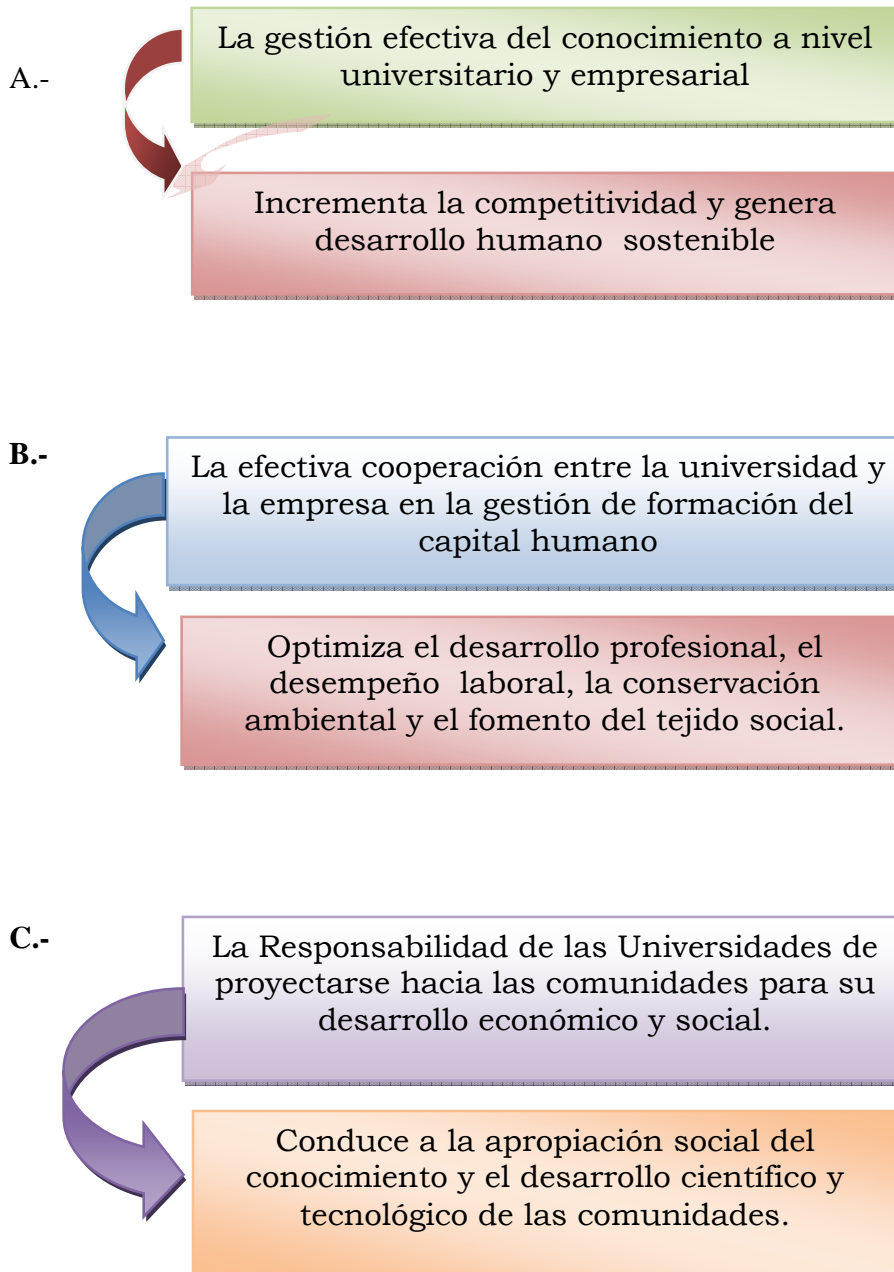 A.-
La gestión efectiva del conocimiento a nivel
universitario y empresarial
Incrementa la competitividad y genera
desarrollo humano  sostenible
B.-
La efectiva cooperación entre la universidad y
la empresa en la gestión de formación del
capital humano
Optimiza el desarrollo profesional, el
desempeño  laboral, la conservación
ambiental y el fomento del tejido social.
C.-
La Responsabilidad de las Universidades de
proyectarse hacia las comunidades para su
desarrollo económico y social.
Conduce a la apropiación social del
conocimiento y el desarrollo científico y
tecnológico de las comunidades.